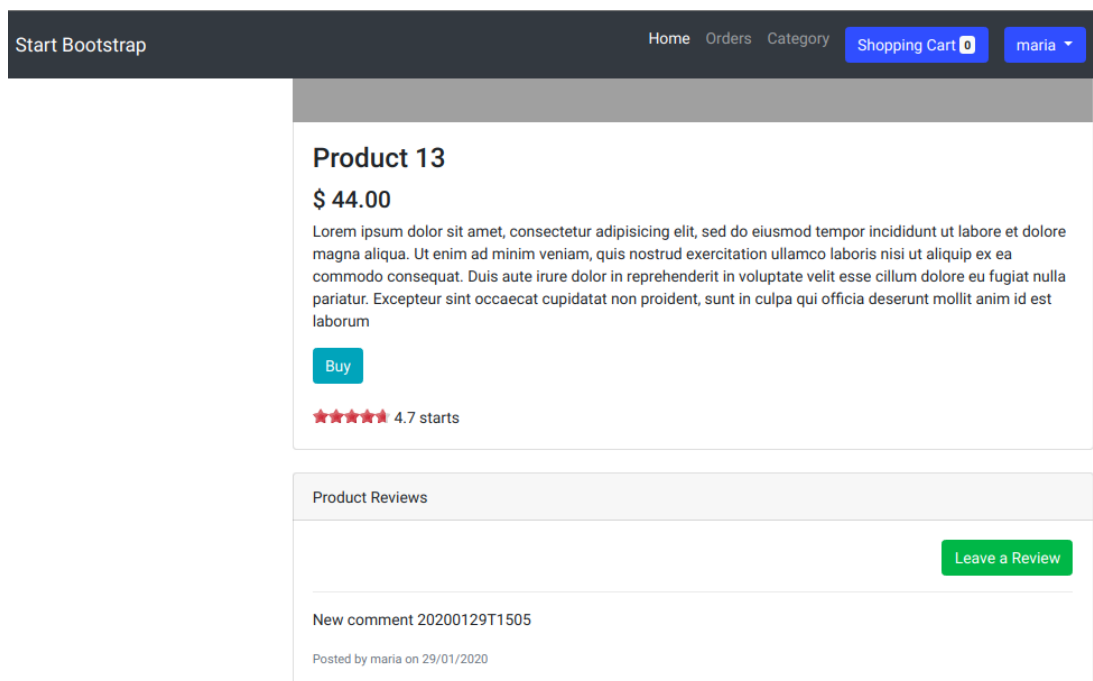 Start Bootstrap
Home Orders Category Shopping Cart 0 maria
Product 13
$ 44.00
Lorem ipsum dolor sit amet, consectetur adipisicing elit, sed do eiusmod tempor incididunt ut labore et dolore
magna aliqua. Ut enim ad minim veniam, quis nostrud exercitation ullamco laboris nisi ut aliquip ex ea
commodo consequat. Duis aute irure dolor in reprehenderit in voluptate velit esse cillum dolore eu fugiat nulla
pariatur. Excepteur sint occaecat cupidatat non proident, sunt in culpa qui officia deserunt mollit anim id est
laborum
Buy
4.7 starts
Product Reviews
Leave a Review
New comment 20200129T1505
Posted by maria on 29/01/2020